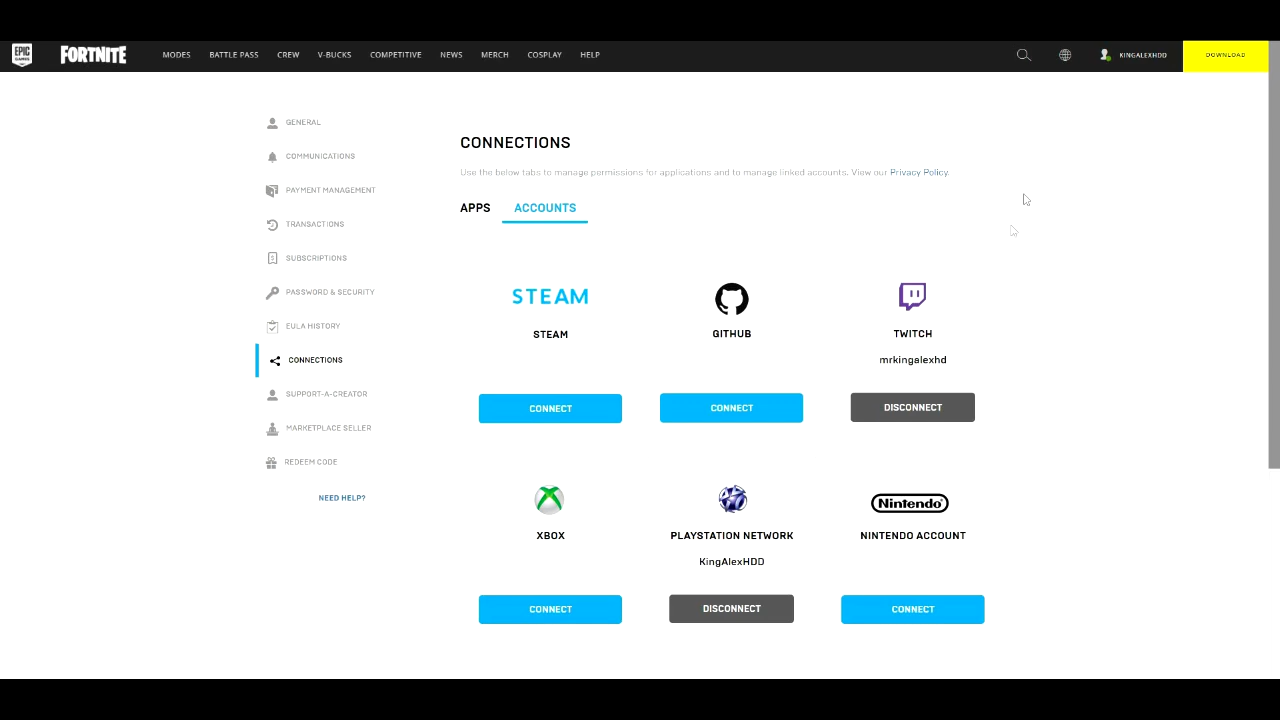 EPIC GAMES FORTNITE MODES BATTLE PASS CREW V-BUCKS COMPETITIVE NEWS MERCH COSPLAY HELP KINGALEXHDD DOWNLOAD
GENERAL
COMMUNICATIONS
PAYMENT MANAGEMENT
TRANSACTIONS
SUBSCRIPTIONS
PASSWORD & SECURITY
EULA HISTORY
CONNECTIONS
SUPPORT-A-CREATOR
MARKETPLACE SELLER
REDEEM CODE
NEED HELP?
CONNECTIONS
Use the below tabs to manage permissions for applications and to manage linked accounts. View our Privacy Policy.
APPS ACCOUNTS
STEAM
STEAM GITHUB TWITCH
mrkingalexhd
CONNECT CONNECT DISCONNECT
Nintendo
XBOX PLAYSTATION NETWORK NINTENDO ACCOUNT
KingAlexHDD
CONNECT DISCONNECT CONNECT